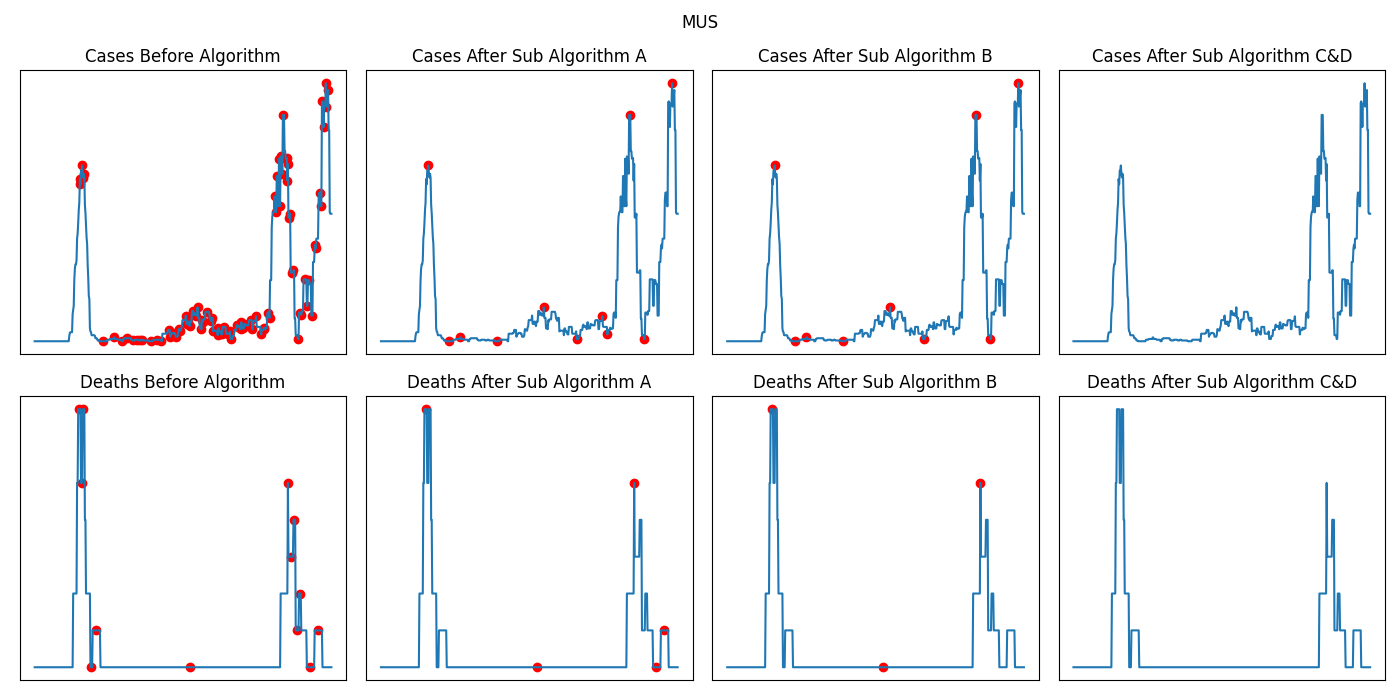 MUS
Cases Before Algorithm
Cases After Sub Algorithm A
Cases After Sub Algorithm B
Cases After Sub Algorithm C&D
Deaths Before Algorithm
Deaths After Sub Algorithm A
Deaths After Sub Algorithm B
Deaths After Sub Algorithm C&D